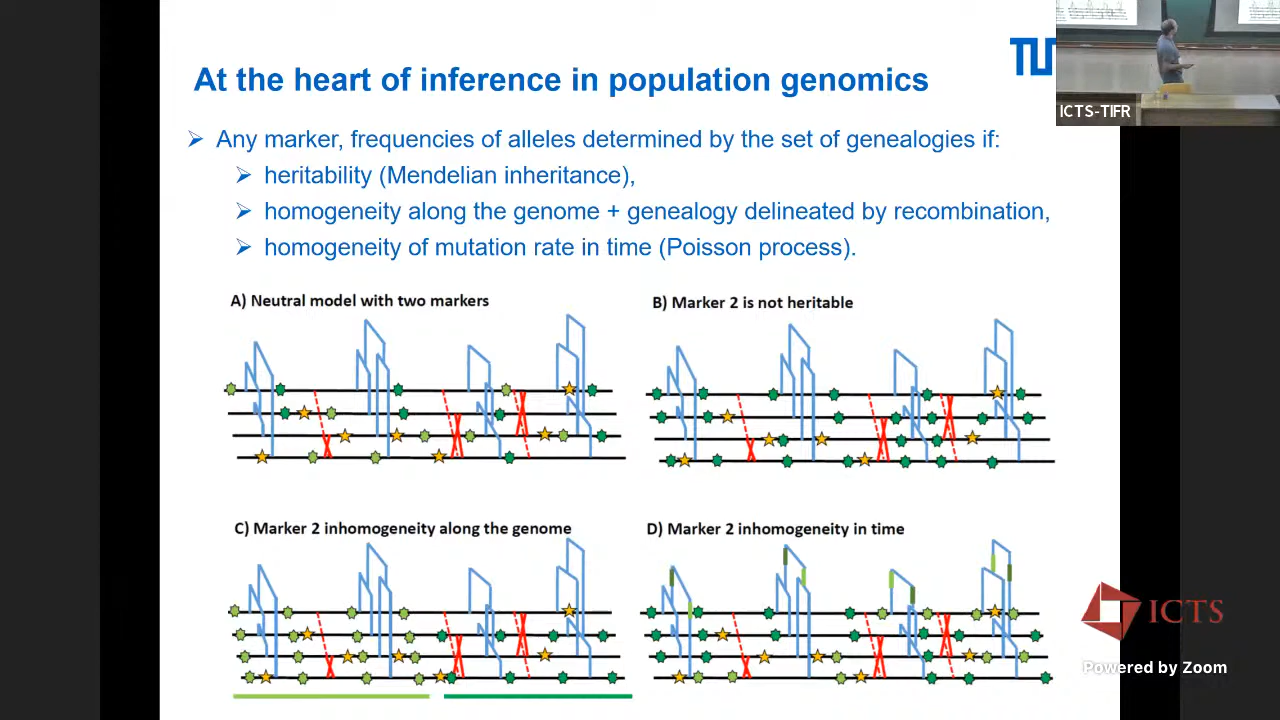 At the heart of inference in population genomics
TU
ICTS-TIFR
➢ Any marker, frequencies of alleles determined by the set of genealogies if:
➢ heritability (Mendelian inheritance),
➢ homogeneity along the genome + genealogy delineated by recombination,
➢ homogeneity of mutation rate in time (Poisson process).
A) Neutral model with two markers
B) Marker 2 is not heritable
C) Marker 2 inhomogeneity along the genome
D) Marker 2 inhomogeneity in time
ICTS
Powered by Zoom